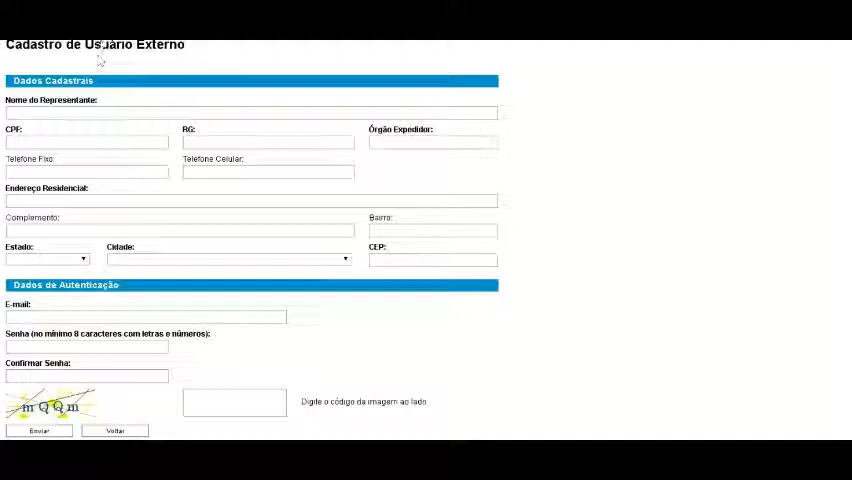 Cadastro de Usuário Externo
Dados Cadastrais
Nome do Representante:
CPF: RG: Órgão Expedidor:
Telefone Fixo: Telefone Celular:
Endereço Residencial:
Complemento: Bairro:
Estado: Cidade: CEP:
Dados de Autenticação
E-mail:
Senha (no mínimo 8 caracteres com letras e números):
Confirmar Senha:
mQQm Digite o código da imagem ao lado
Enviar Voltar